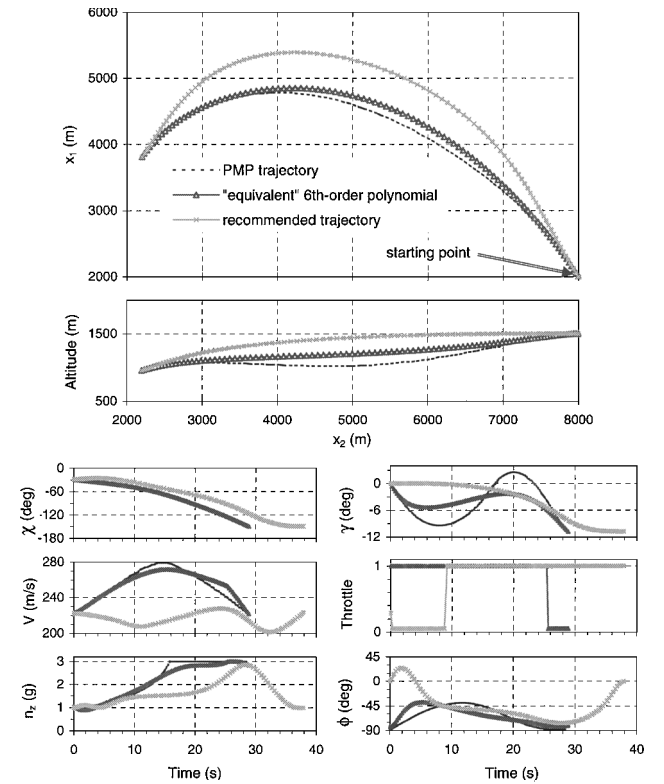 6000
5000
4000
3000
2000
x₁ (m)
PMP trajectory
"equivalent" 6th-order polynomial
recommended trajectory
starting point
1500
500
Altitude (m)
2000 3000 4000 5000 6000 7000 8000
x₂ (m)
0
-60
-120
-180
χ (deg)
0
-6
-12
γ (deg)
280
240
200
V (m/s)
1
0
Throttle
3
2
1
0
n_z (g)
45
0
-45
-90
ϕ (deg)
0 10 20 30 40
0 10 20 30 40
Time (s)
Time (s)